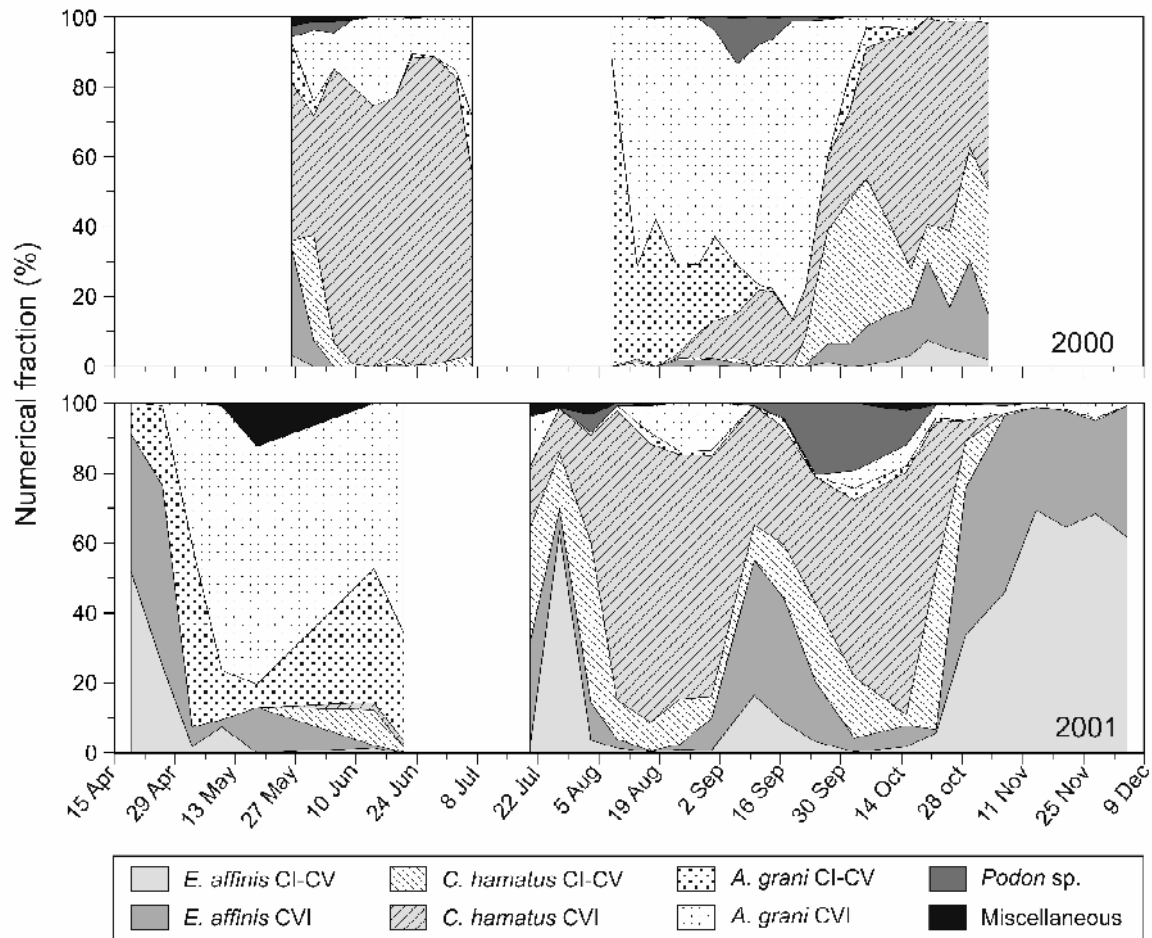 Numerical fraction (%)
100
80
60
40
20
0
2000
100
80
60
40
20
0
2001
15 Apr
29 Apr
13 May
27 May
10 Jun
24 Jun
8 Jul
22 Jul
5 Aug
19 Aug
2 Sep
16 Sep
30 Sep
14 Oct
28 oct
11 Nov
25 Nov
9 Dec
E. affinis CI-CV C. hamatus CI-CV A. grani CI-CV Podon sp.
E. affinis CVI C. hamatus CVI A. grani CVI Miscellaneous